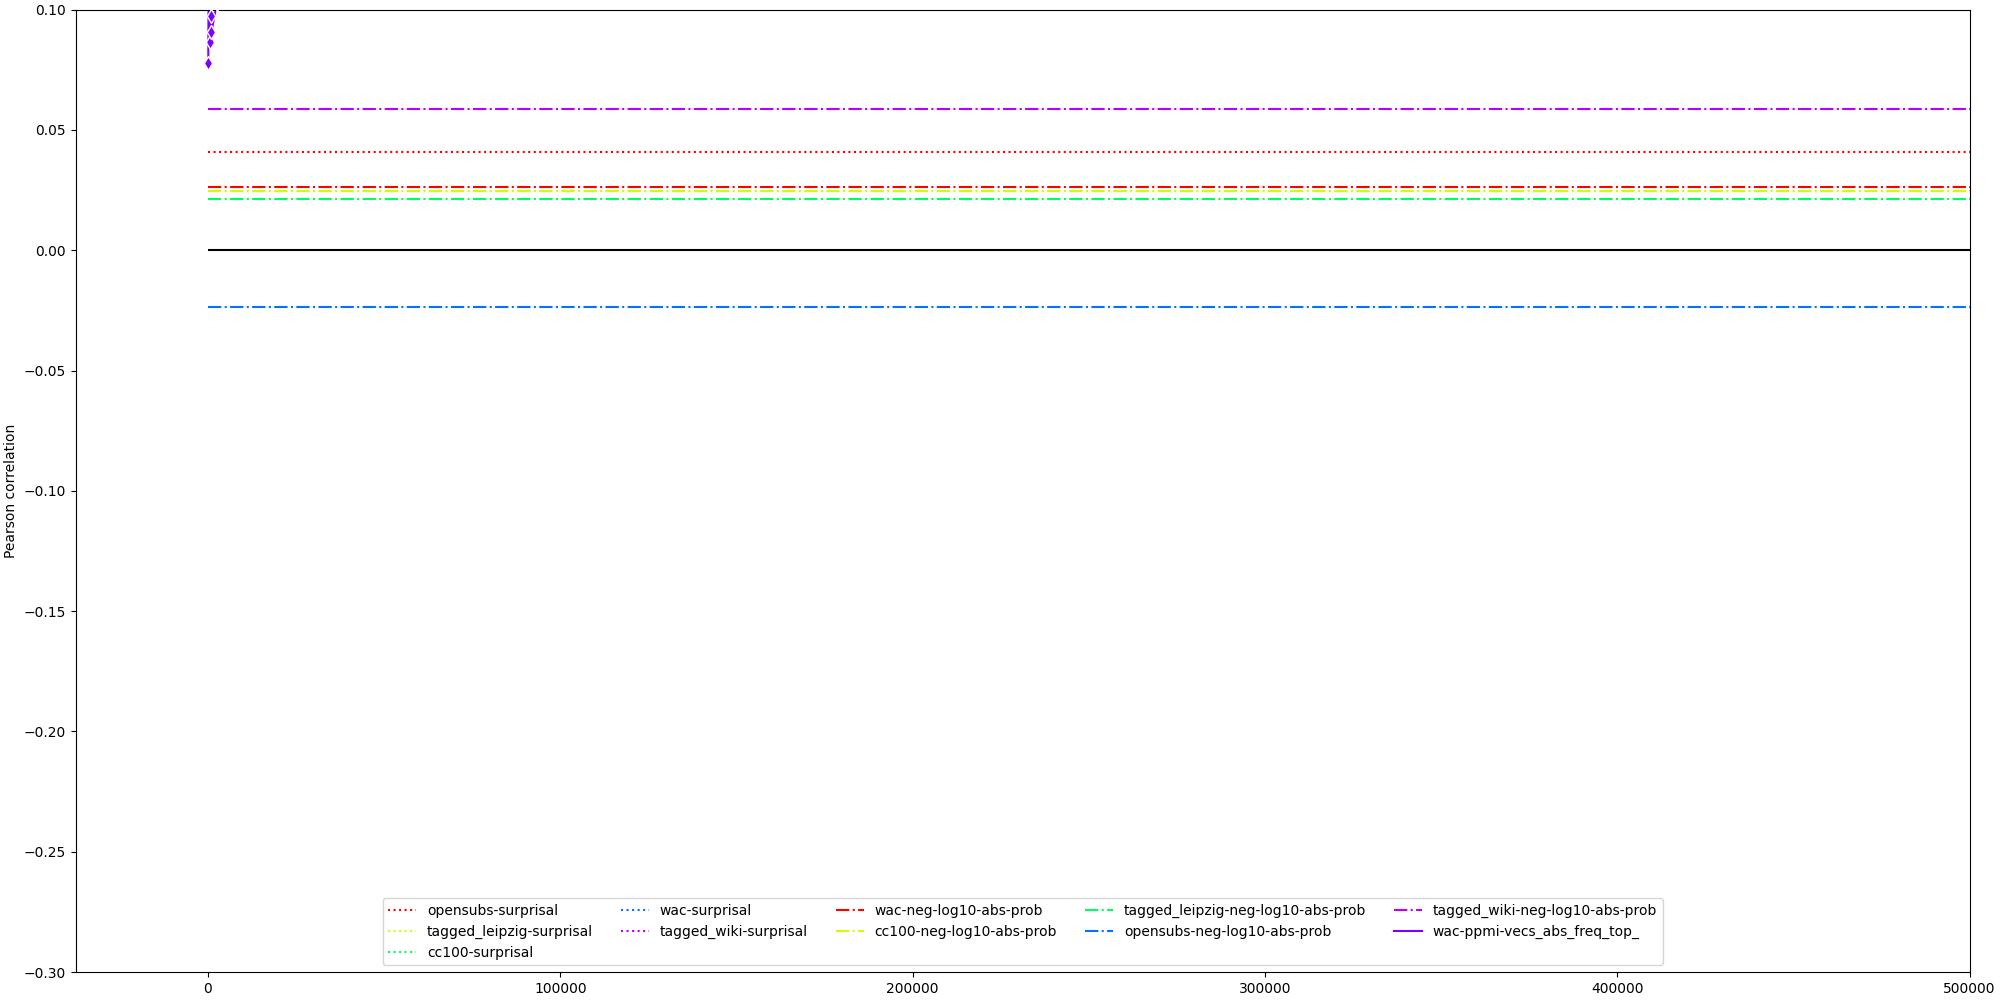 0.10
0.05
0.00
−0.05
−0.10
−0.15
−0.20
−0.25
−0.30
Pearson correlation
opensubs-surprisal
tagged_leipzig-surprisal
cc100-surprisal
wac-surprisal
tagged_wiki-surprisal
wac-neg-log10-abs-prob
cc100-neg-log10-abs-prob
tagged_leipzig-neg-log10-abs-prob
opensubs-neg-log10-abs-prob
tagged_wiki-neg-log10-abs-prob
wac-ppmi-vecs_abs_freq_top_
0
100000
200000
300000
400000
500000